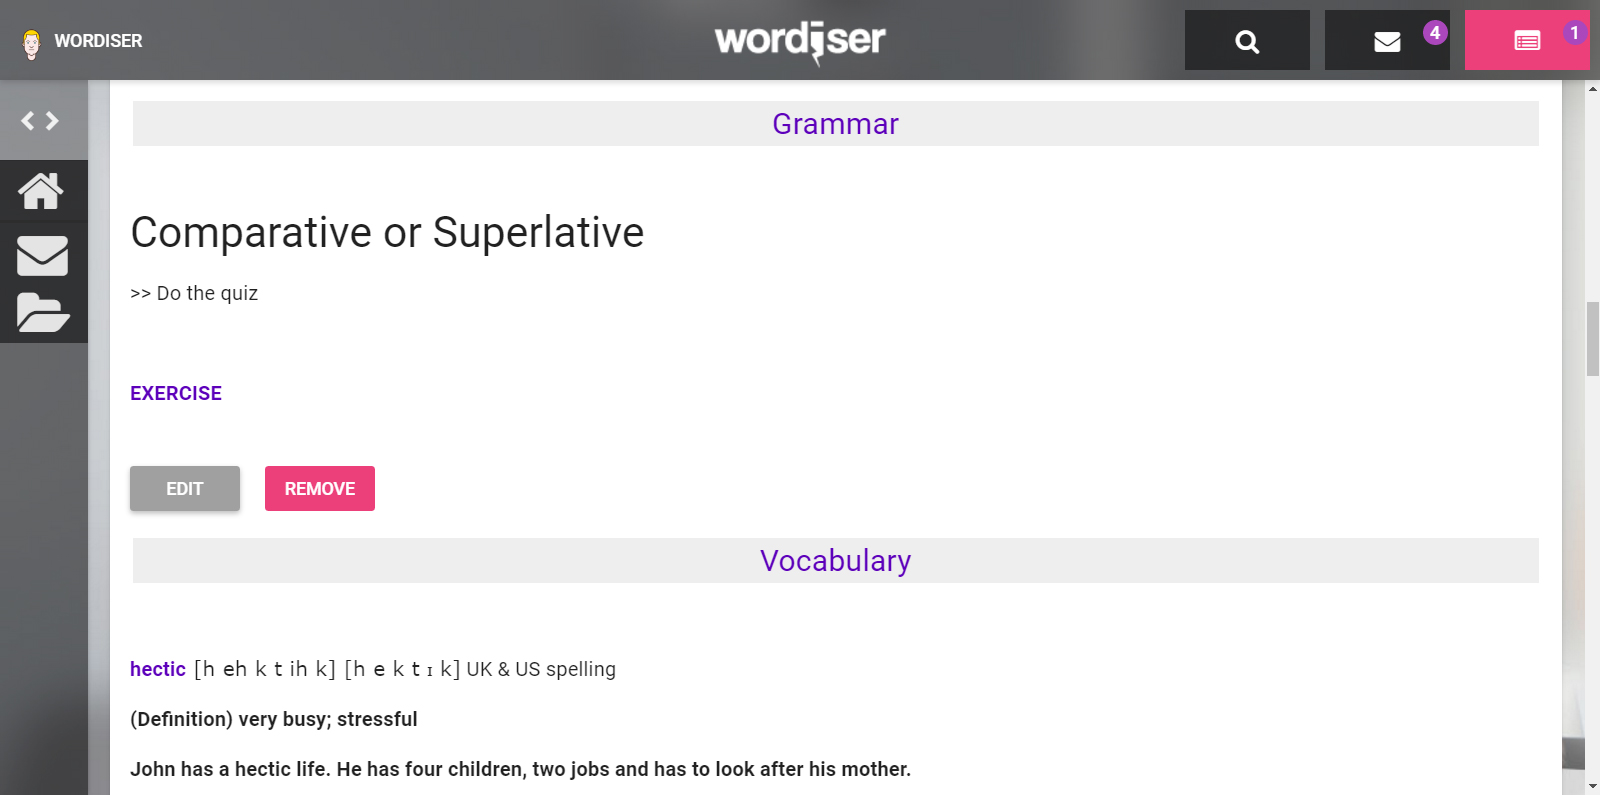 WORDISER
wordiser
4
1
Grammar
Comparative or Superlative
>> Do the quiz
EXERCISE
EDIT
REMOVE
Vocabulary
hectic [h eh k t ih k] [h e k t ɪ k] UK & US spelling
(Definition) very busy; stressful
John has a hectic life. He has four children, two jobs and has to look after his mother.